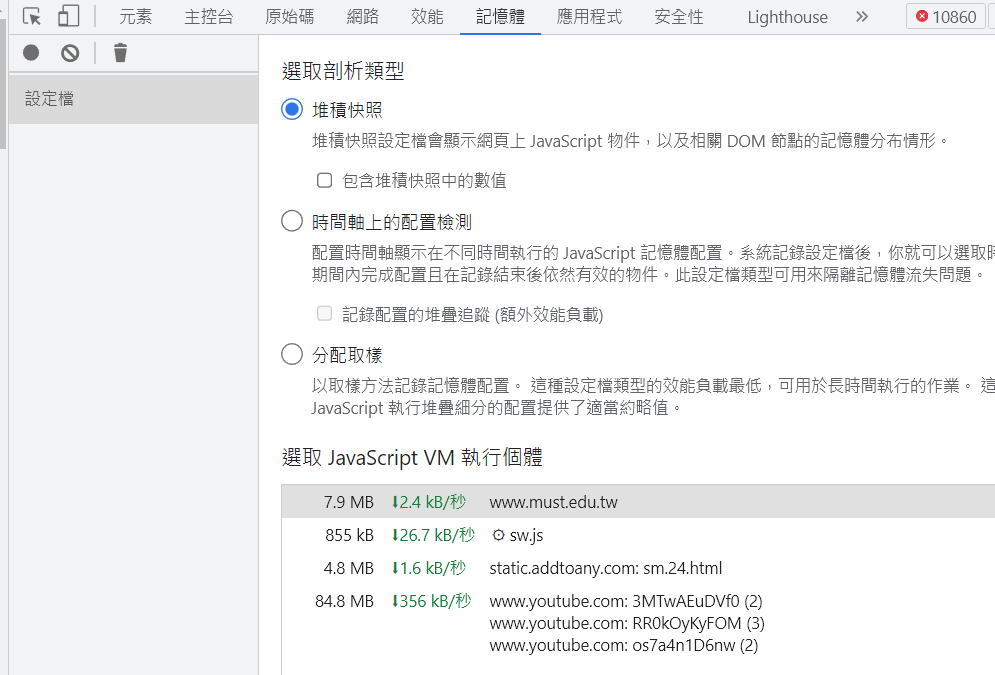 元素 主控台 原始碼 網路 效能 記憶體 應用程式 安全性 Lighthouse » 10860
設定檔
選取剖析類型
堆積快照
堆積快照設定檔會顯示網頁上 JavaScript 物件，以及相關 DOM 節點的記憶體分布情形。
包含堆積快照中的數值
時間軸上的配置檢測
配置時間軸顯示在不同時間執行的 JavaScript 記憶體配置。系統記錄設定檔後，你就可以選取時
期間內完成配置且在記錄結束後依然有效的物件。此設定檔類型可用來隔離記憶體流失問題。
記錄配置的堆疊追蹤 (額外效能負載)
分配取樣
以取樣方法記錄記憶體配置。 這種設定檔類型的效能負載最低，可用於長時間執行的作業。 這
JavaScript 執行堆疊細分的配置提供了適當約略值。
選取 JavaScript VM 執行個體
7.9 MB ⬇2.4 kB/秒 www.must.edu.tw
855 kB ⬇26.7 kB/秒 sw.js
4.8 MB ⬇1.6 kB/秒 static.addtoany.com: sm.24.html
84.8 MB ⬇356 kB/秒 www.youtube.com: 3MTwAEuDVf0 (2)
www.youtube.com: RR0kOyKyFOM (3)
www.youtube.com: os7a4n1D6nw (2)